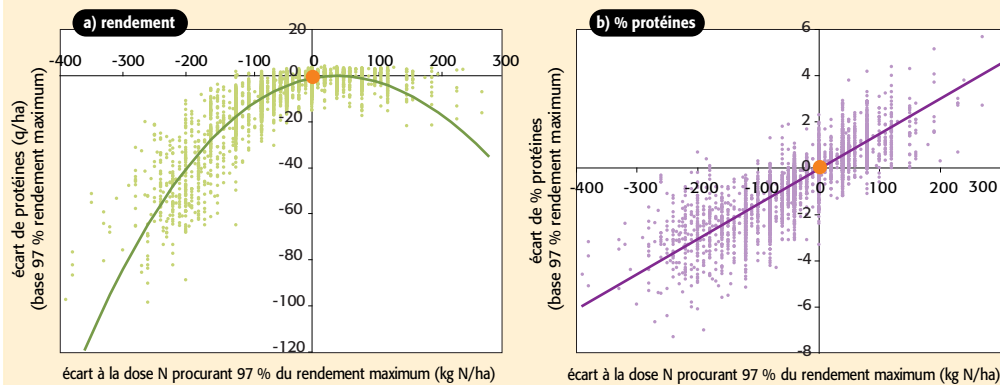 a) rendement
20
-400 -300 -200 -100 0 100 200 300
0
-20
-40
-60
-80
-100
-120
écart de protéines (q/ha)
(base 97 % rendement maximum)
écart à la dose N procurant 97 % du rendement maximum (kg N/ha)
b) % protéines
6
4
2
0
-400 -300 -200 -100 0 100 200 300
-2
-4
-6
-8
écart de % protéines
(base 97 % rendement maximum)
écart à la dose N procurant 97 % du rendement maximum (kg N/ha)